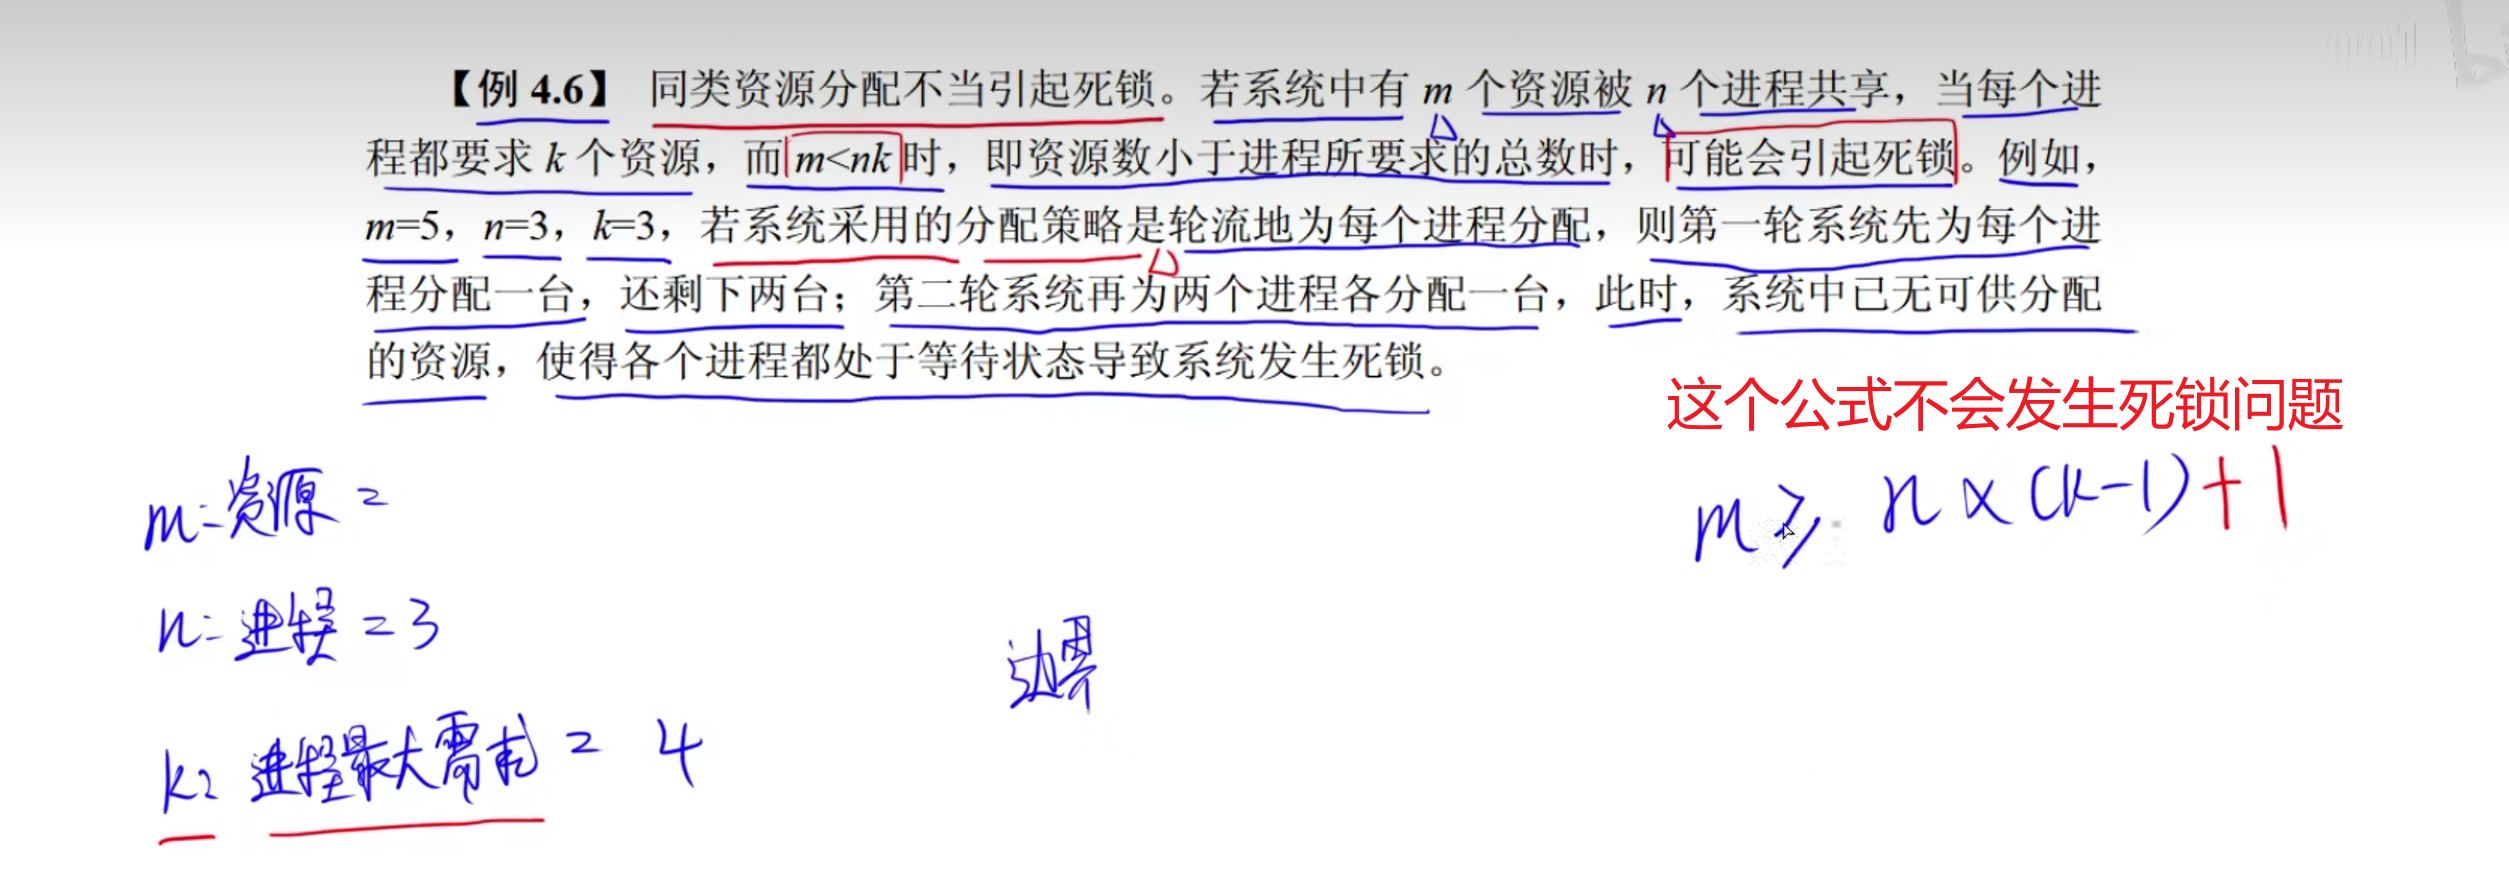 【例 4.6】 同类资源分配不当引起死锁。若系统中有 m 个资源被 n 个进程共享，当每个进
程都要求 k 个资源，而 m<nk 时，即资源数小于进程所要求的总数时，可能会引起死锁。例如，
m=5，n=3，k=3，若系统采用的分配策略是轮流地为每个进程分配，则第一轮系统先为每个进
程分配一台，还剩下两台；第二轮系统再为两个进程各分配一台，此时，系统中已无可供分配
的资源，使得各个进程都处于等待状态导致系统发生死锁。
这个公式不会发生死锁问题
m=资源=
m≥n×(k-1)+1
n=进程=3
边界
k=进程最大需求=4